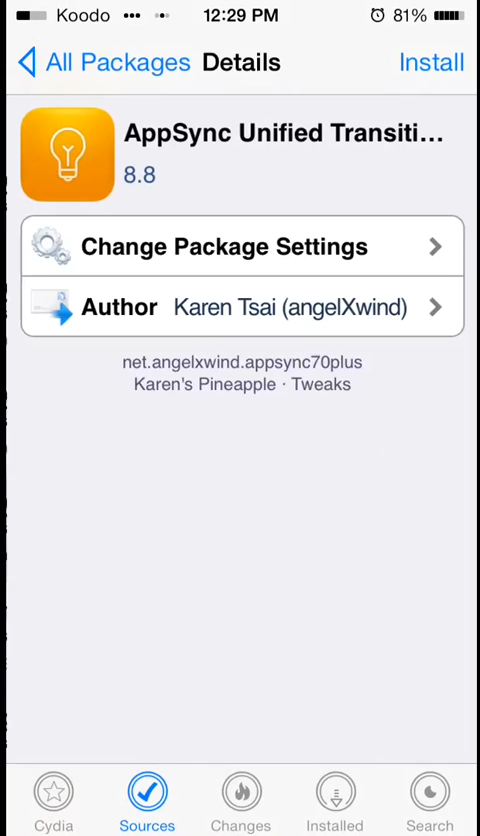 Koodo 12:29 PM 81%
All Packages Details Install
AppSync Unified Transiti...
8.8
Change Package Settings
Author Karen Tsai (angelXwind)
net.angelxwind.appsync70plus
Karen's Pineapple · Tweaks
Cydia Sources Changes Installed Search